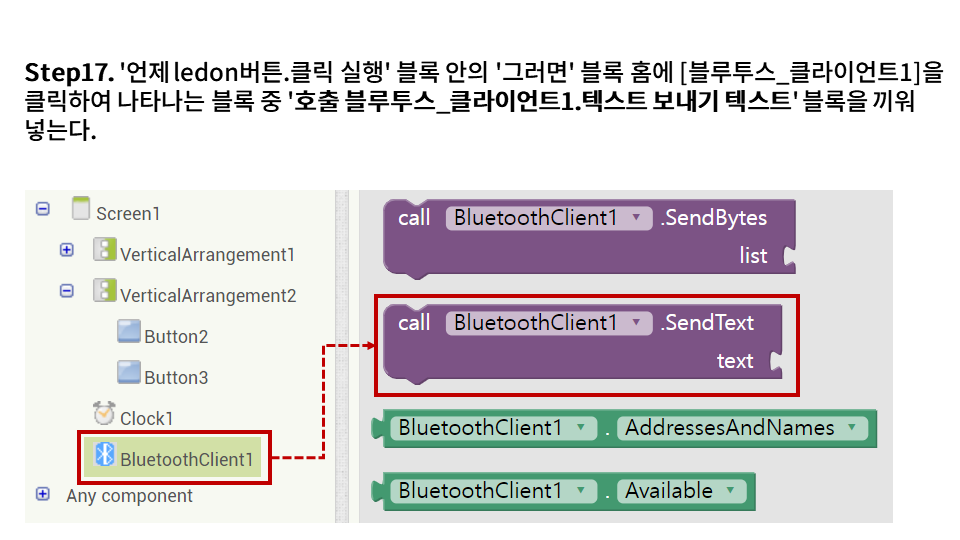 Step17. '언제 ledon버튼.클릭 실행' 블록 안의 '그러면' 블록 홈에 [블루투스_클라이언트1]을
클릭하여 나타나는 블록 중 '호출 블루투스_클라이언트1.텍스트 보내기 텍스트' 블록을 끼워
넣는다.
Screen1
VerticalArrangement1
VerticalArrangement2
Button2
Button3
Clock1
BluetoothClient1
Any component
call BluetoothClient1 .SendBytes
list
call BluetoothClient1 .SendText
text
BluetoothClient1 . AddressesAndNames
BluetoothClient1 . Available